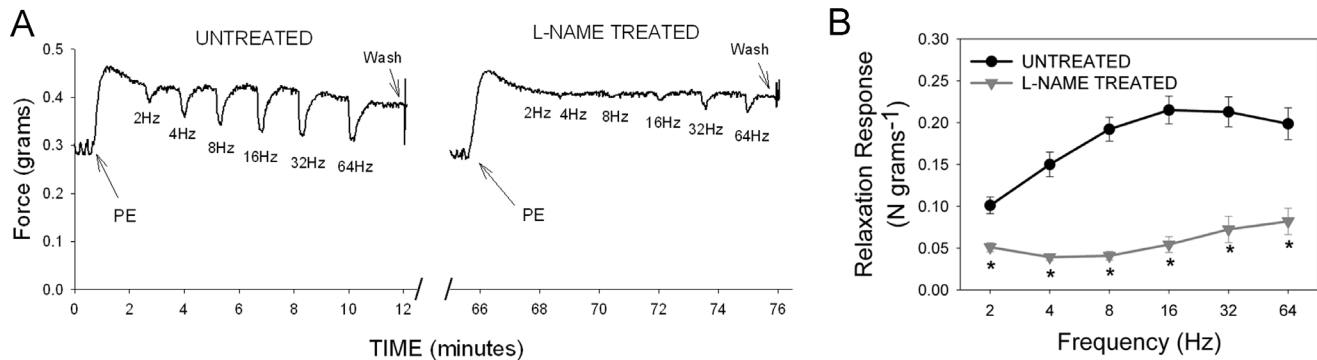 A
UNTREATED
L-NAME TREATED
Force (grams)
0.5
0.4
0.3
0.2
0.1
0.0
PE
2Hz
4Hz
8Hz
16Hz
32Hz
64Hz
Wash
PE
2Hz
4Hz
8Hz
16Hz
32Hz
64Hz
Wash
0 2 4 6 8 10 12 66 68 70 72 74 76
TIME (minutes)
B
Relaxation Response
(N grams-1)
0.30
0.25
0.20
0.15
0.10
0.05
0.00
UNTREATED
L-NAME TREATED
* * * * * *
2 4 8 16 32 64
Frequency (Hz)